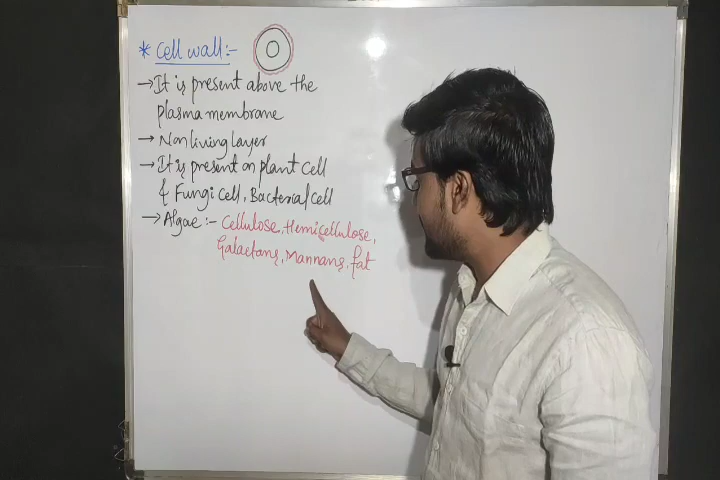 * Cell wall:-
→ It is present above the
plasma membrane
→ Non living layer
→ It is present on plant cell
& Fungi cell, Bacterial cell
→ Algae :- Cellulose, Hemicellulose,
Galactans, Mannans, fat